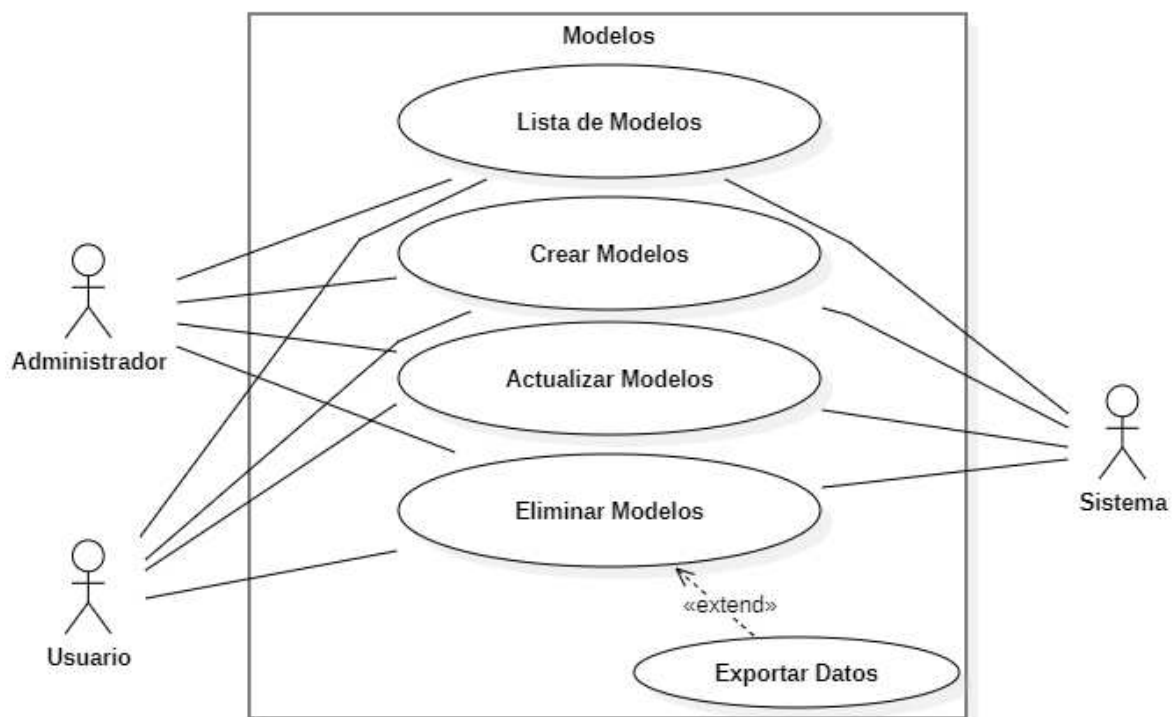 Modelos
Lista de Modelos
Crear Modelos
Administrador
Actualizar Modelos
Sistema
Eliminar Modelos
«extend»
Usuario
Exportar Datos